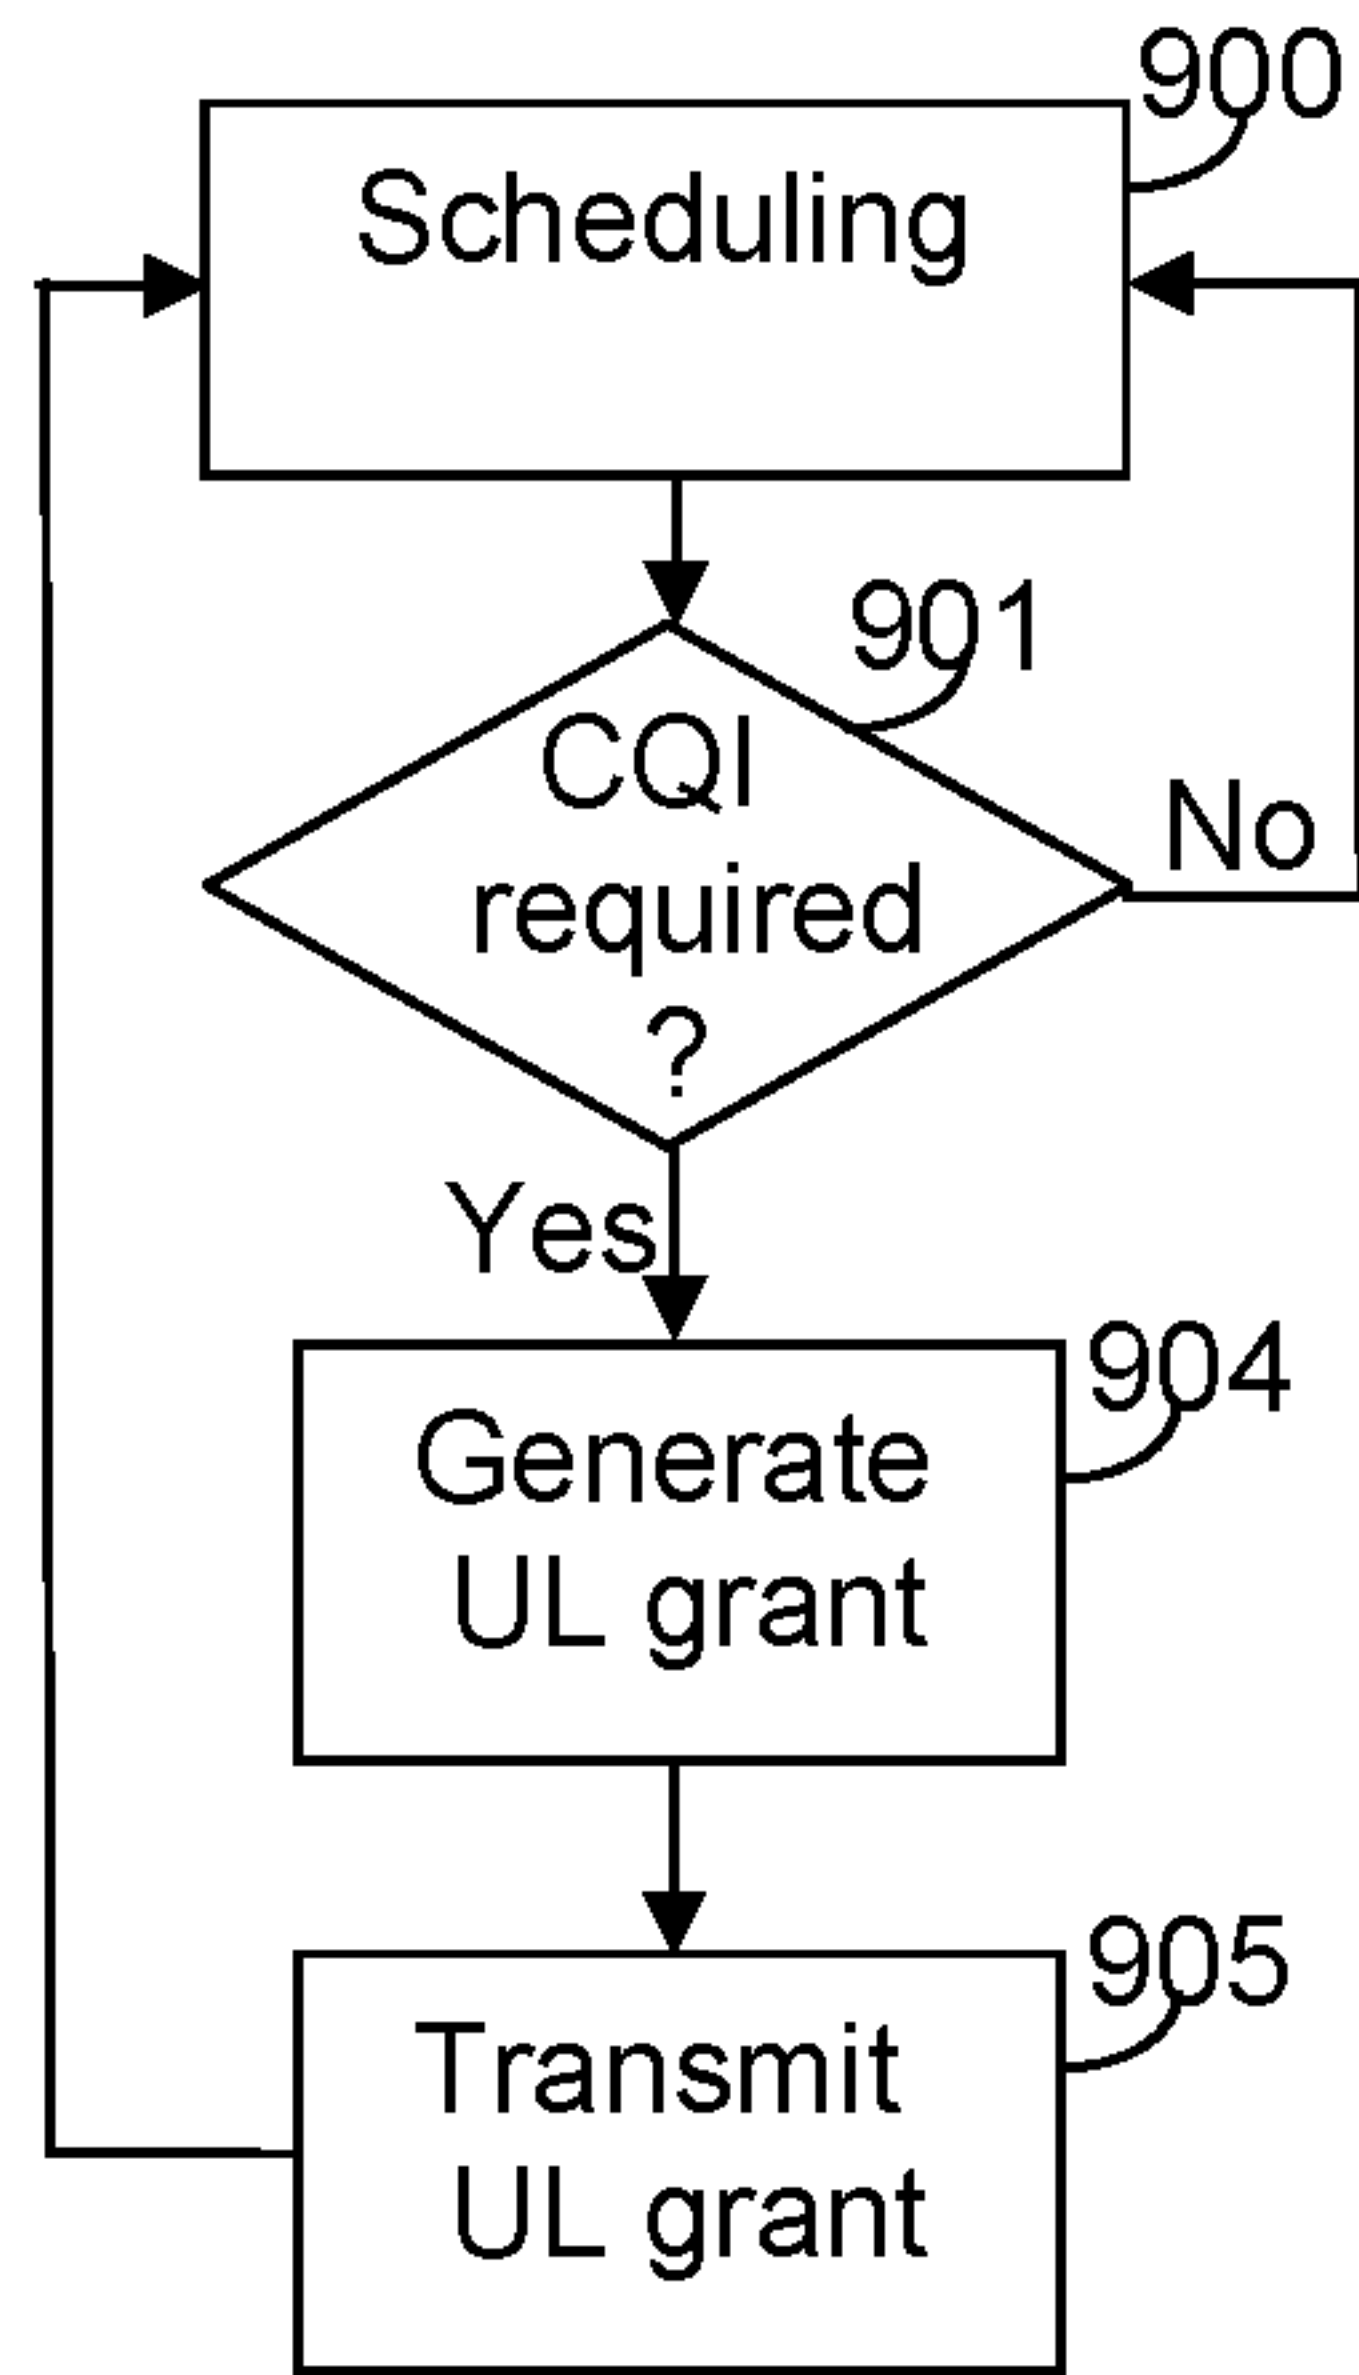 900
Scheduling
901
CQI
required
?
No
Yes
904
Generate
UL grant
905
Transmit
UL grant